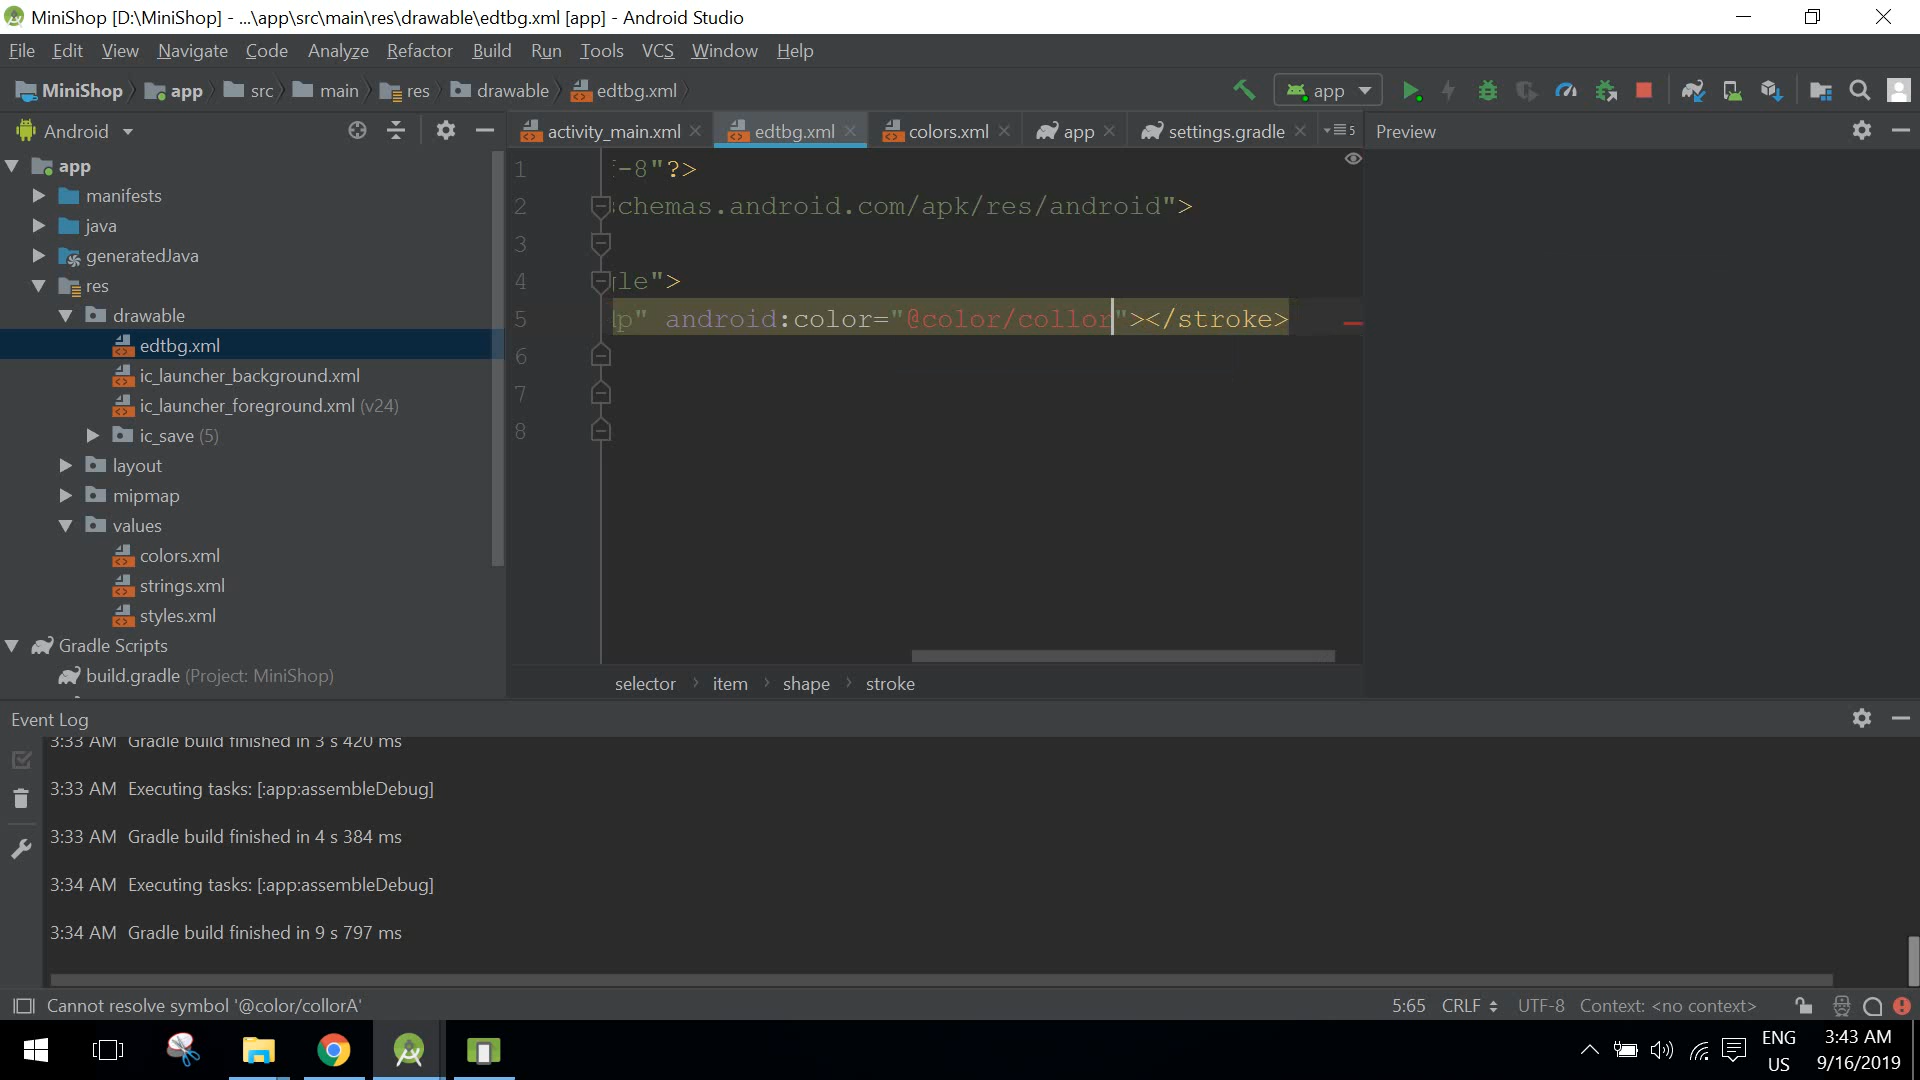 MiniShop [D:\MiniShop] - ...\app\src\main\res\drawable\edtbg.xml [app] - Android Studio
File Edit View Navigate Code Analyze Refactor Build Run Tools VCS Window Help
MiniShop app src main res drawable edtbg.xml app
Android activity_main.xml edtbg.xml colors.xml app settings.gradle 5 Preview
app
manifests
java
generatedJava
res
drawable
edtbg.xml
ic_launcher_background.xml
ic_launcher_foreground.xml (v24)
ic_save (5)
layout
mipmap
values
colors.xml
strings.xml
styles.xml
Gradle Scripts
build.gradle (Project: MiniShop)
1 -8"?>
2 chemas.android.com/apk/res/android">
3
4 le">
5 p" android:color="@color/collor"></stroke>
6
7
8
selector item shape stroke
Event Log
3:33 AM Gradle build finished in 3 s 420 ms
3:33 AM Executing tasks: [:app:assembleDebug]
3:33 AM Gradle build finished in 4 s 384 ms
3:34 AM Executing tasks: [:app:assembleDebug]
3:34 AM Gradle build finished in 9 s 797 ms
Cannot resolve symbol '@color/collorA' 5:65 CRLF UTF-8 Context: <no context>
ENG 3:43 AM
US 9/16/2019